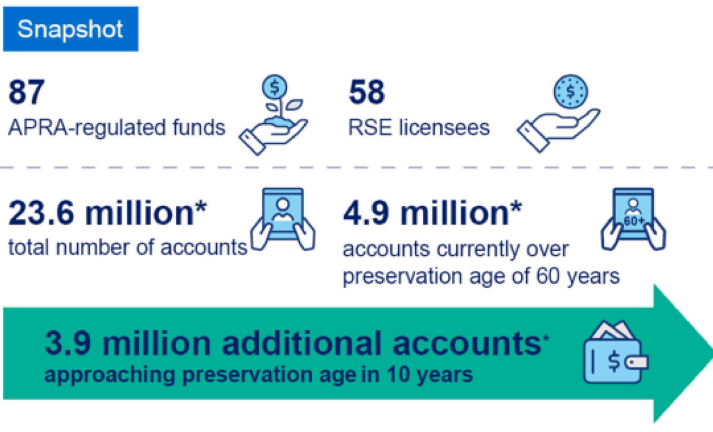 Snapshot
87
APRA-regulated funds
58
RSE licensees
$
$
23.6 million*
total number of accounts
4.9 million*
accounts currently over
preservation age of 60 years
60+
3.9 million additional accounts*
approaching preservation age in 10 years
$